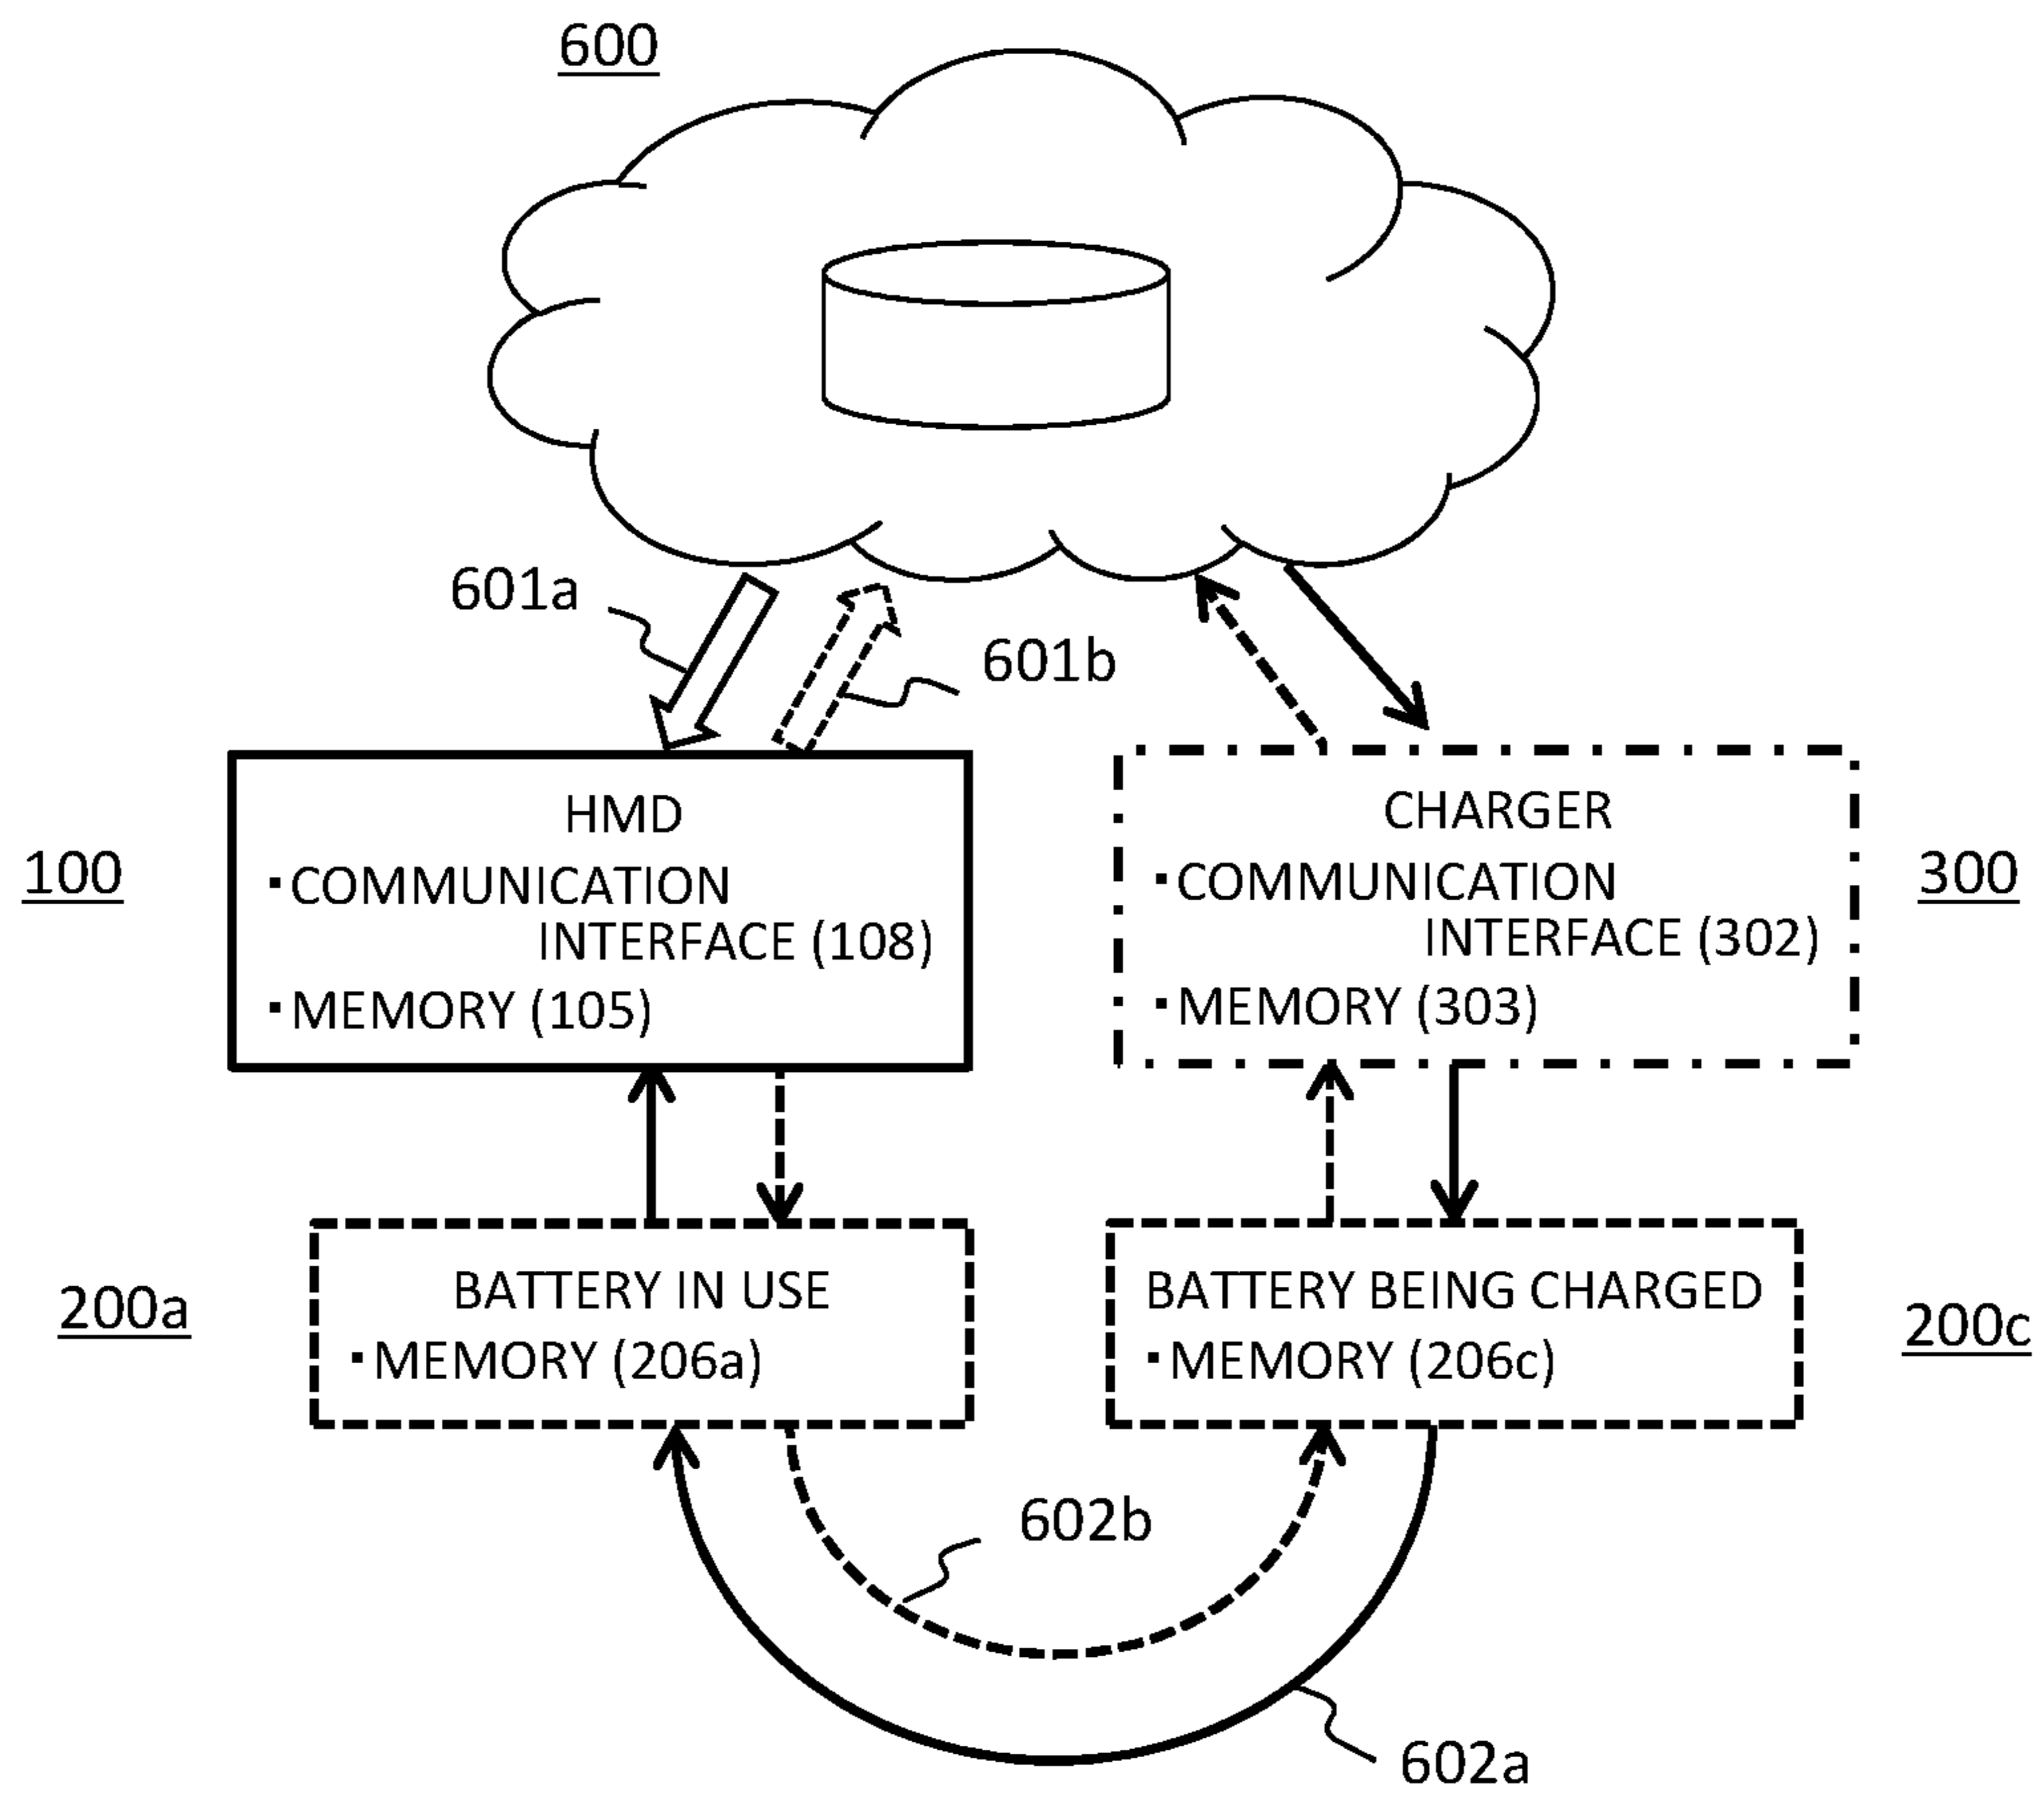 600
601a
601b
100
HMD
・COMMUNICATION
INTERFACE (108)
・MEMORY (105)
CHARGER
・COMMUNICATION
INTERFACE (302)
・MEMORY (303)
300
200a
BATTERY IN USE
・MEMORY (206a)
BATTERY BEING CHARGED
・MEMORY (206c)
200c
602b
602a